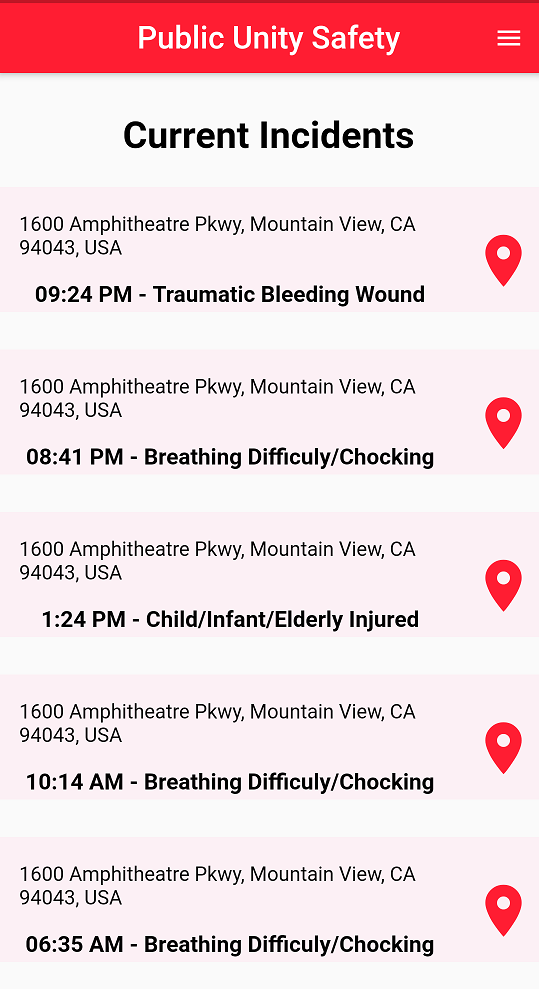 Public Unity Safety
Current Incidents
1600 Amphitheatre Pkwy, Mountain View, CA
94043, USA
09:24 PM - Traumatic Bleeding Wound
1600 Amphitheatre Pkwy, Mountain View, CA
94043, USA
08:41 PM - Breathing Difficuly/Chocking
1600 Amphitheatre Pkwy, Mountain View, CA
94043, USA
1:24 PM - Child/Infant/Elderly Injured
1600 Amphitheatre Pkwy, Mountain View, CA
94043, USA
10:14 AM - Breathing Difficuly/Chocking
1600 Amphitheatre Pkwy, Mountain View, CA
94043, USA
06:35 AM - Breathing Difficuly/Chocking